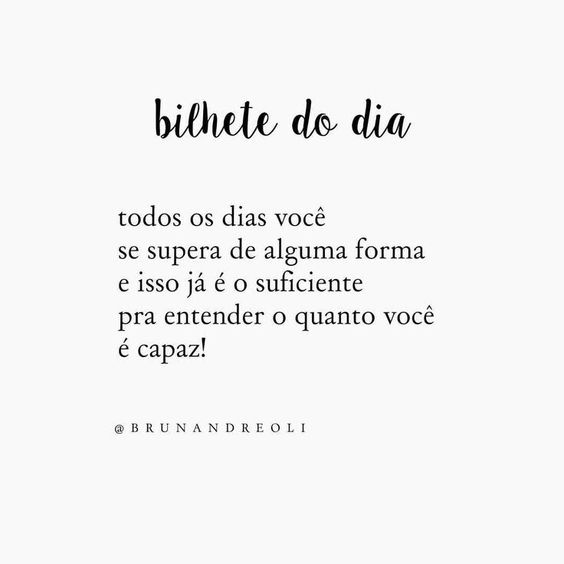 bilhete do dia
todos os dias você
se supera de alguma forma
e isso já é o suficiente
pra entender o quanto você
é capaz!
@BRUNANDREOLI